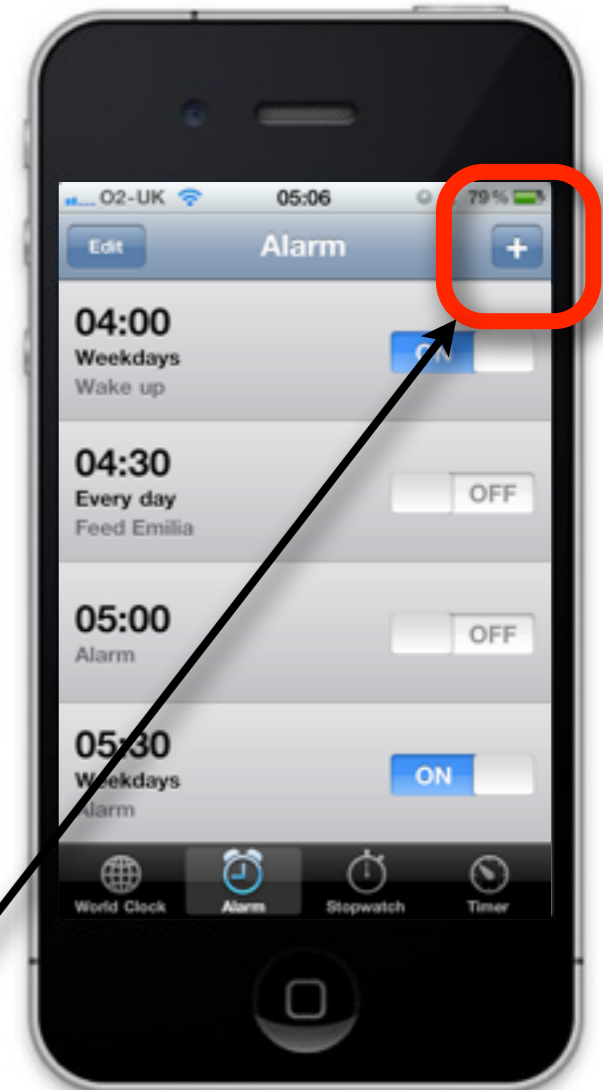 O2-UK 05:06 79%
Edit Alarm +
04:00
Weekdays
Wake up
ON
04:30
Every day
Feed Emilia
OFF
05:00
Alarm
OFF
05:30
Weekdays
Alarm
ON
World Clock Alarm Stopwatch Timer